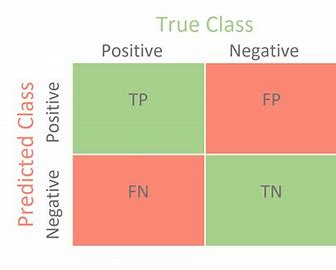 True Class
Positive Negative
Predicted Class
Positive
TP FP
Negative
FN TN